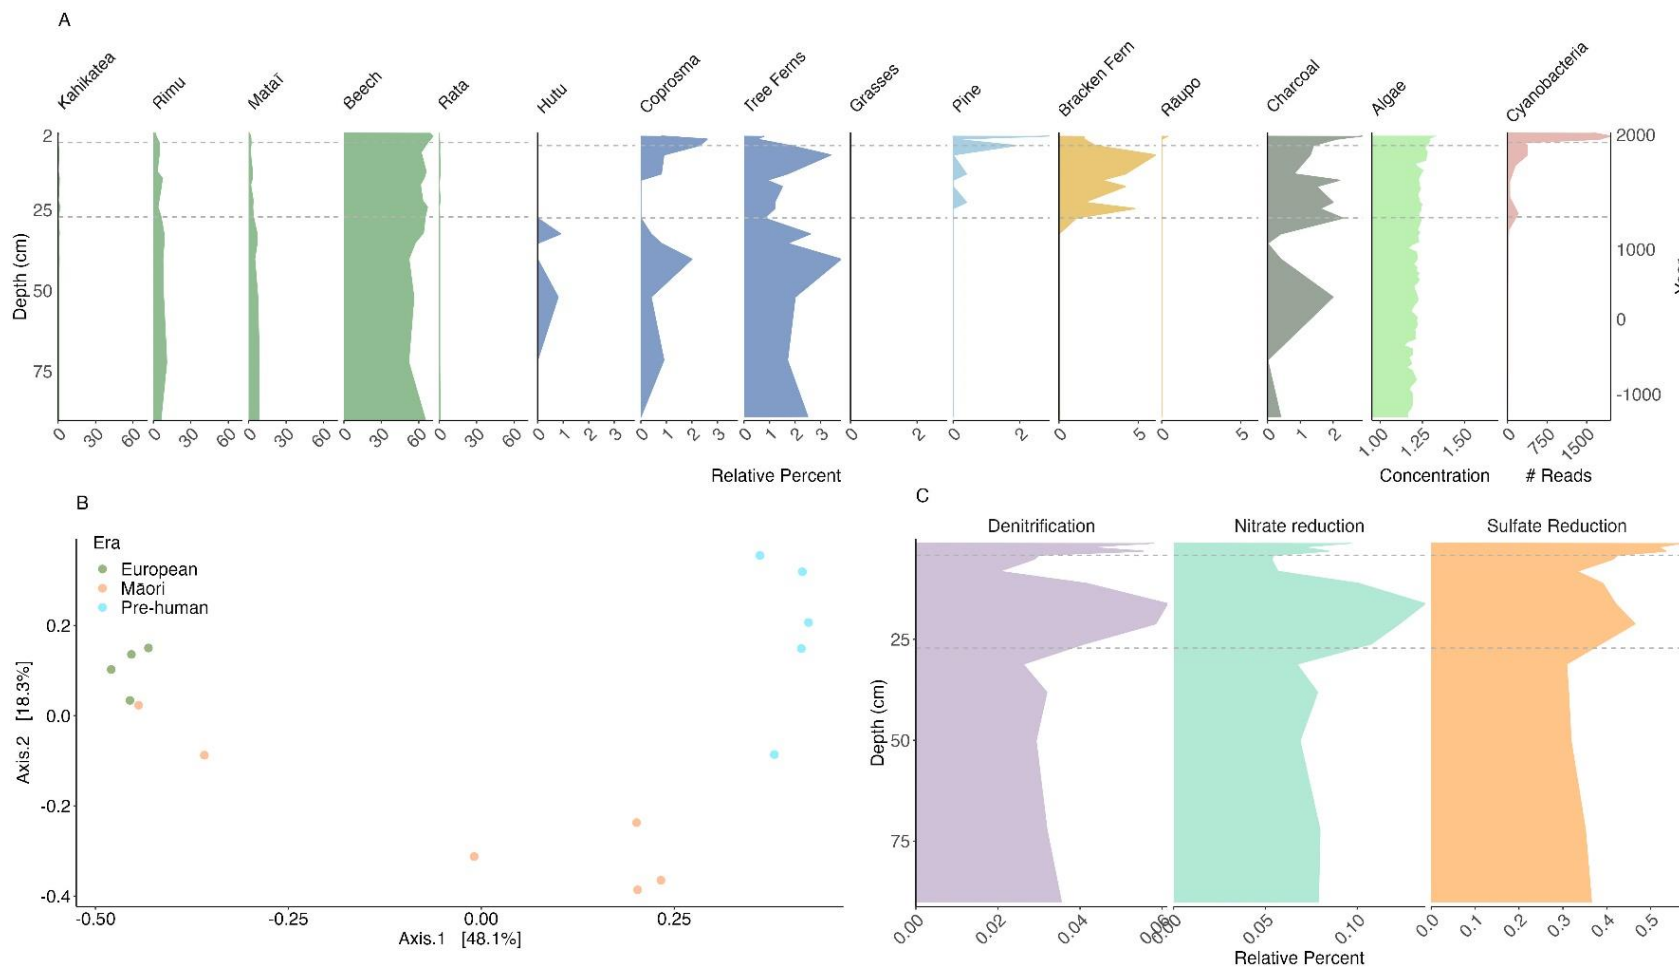 A
Kahikatea Rimu Mataī Beech Rata Hutu Coprosma Tree Ferns Grasses Pine Bracken Fern Rāupo Charcoal Algae Cyanobacteria
2 2000
25
1000
Depth (cm)
50
0
75
-1000
0 30 60 0 30 60 0 30 60 0 30 60 0 30 60 0 1 2 3 0 1 2 3 0 1 2 3 0 2 0 2 0 5 0 5 0 1 2 1.00 1.25 1.50 0 750 1500
Relative Percent Concentration # Reads
B
Era
European
Māori
Pre-human
0.2
0.0
-0.2
-0.4
Axis.2 [18.3%]
-0.50 -0.25 0.00 0.25
Axis.1 [48.1%]
C
Denitrification Nitrate reduction Sulfate Reduction
25
50
75
Depth (cm)
0.00 0.02 0.04 0.06 0.00 0.05 0.10 0.0 0.1 0.2 0.3 0.4 0.5
Relative Percent